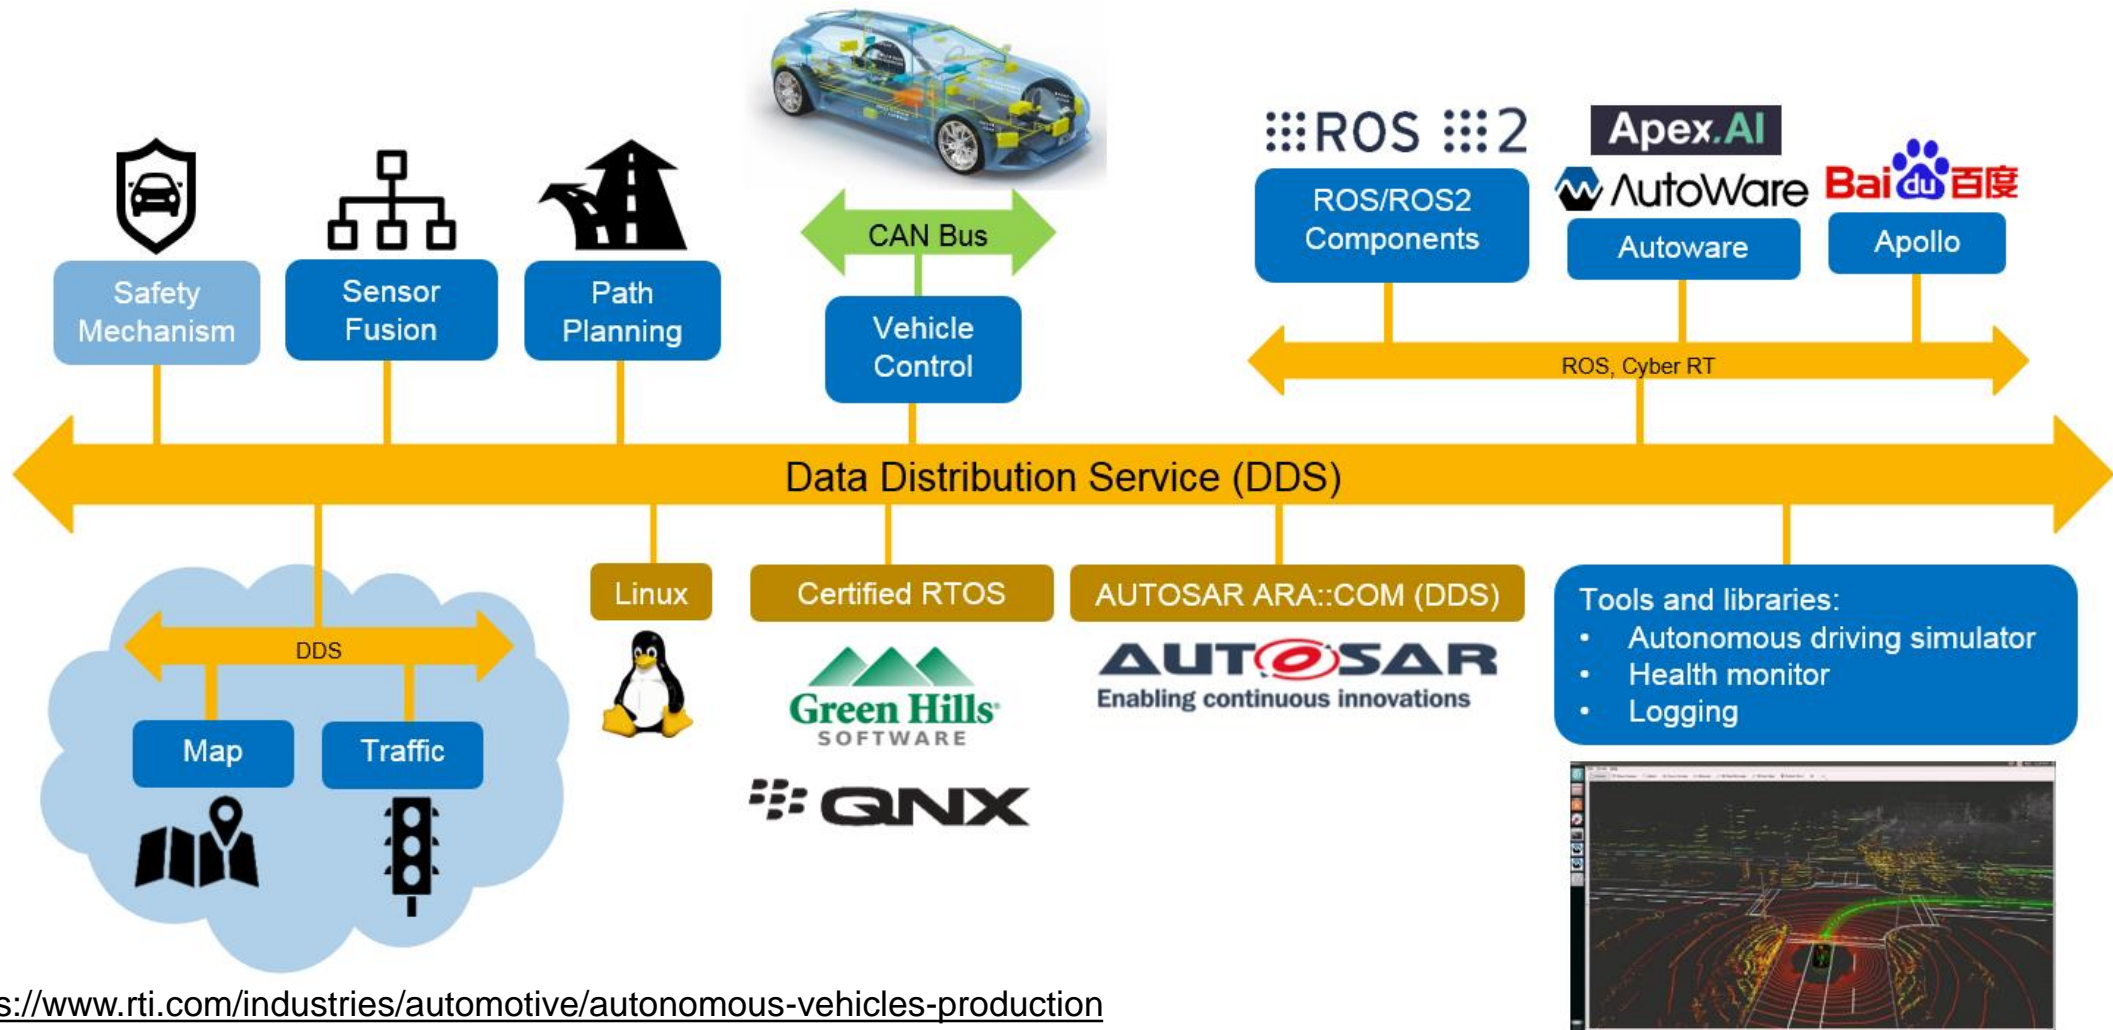 ROS 2
Apex.AI
AutoWare
Bai du 百度
Safety
Mechanism
Sensor
Fusion
Path
Planning
CAN Bus
Vehicle
Control
ROS/ROS2
Components
Autoware
Apollo
ROS, Cyber RT
Data Distribution Service (DDS)
DDS
Map
Traffic
Linux
Certified RTOS
Green Hills
SOFTWARE
QNX
AUTOSAR ARA::COM (DDS)
AUTOSAR
Enabling continuous innovations
Tools and libraries:
• Autonomous driving simulator
• Health monitor
• Logging
s://www.rti.com/industries/automotive/autonomous-vehicles-production